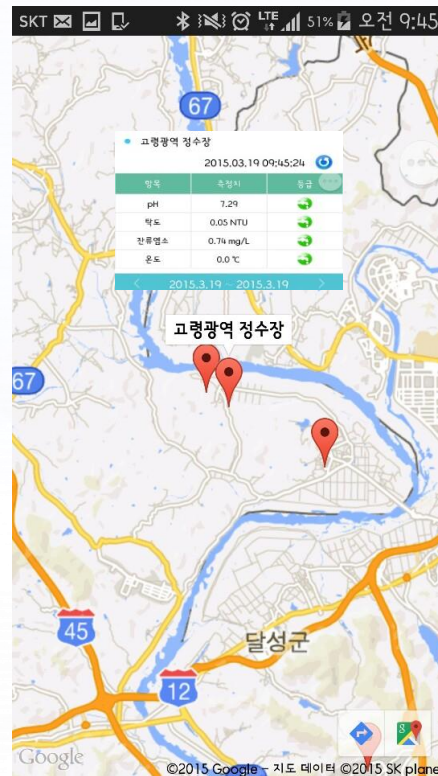 SKT LTE 51% 오전 9:45
67
고령광역 정수장
2015.03.19 09:45:24
항목 측정치 등급
pH 7.29
탁도 0.05 NTU
잔류염소 0.74 mg/L
온도 0.0 ℃
< 2015.3.19 ~ 2015.3.19 >
고령광역 정수장
67
45
달성군
12
Google
©2015 Google - 지도 데이터 ©2015 SK plane